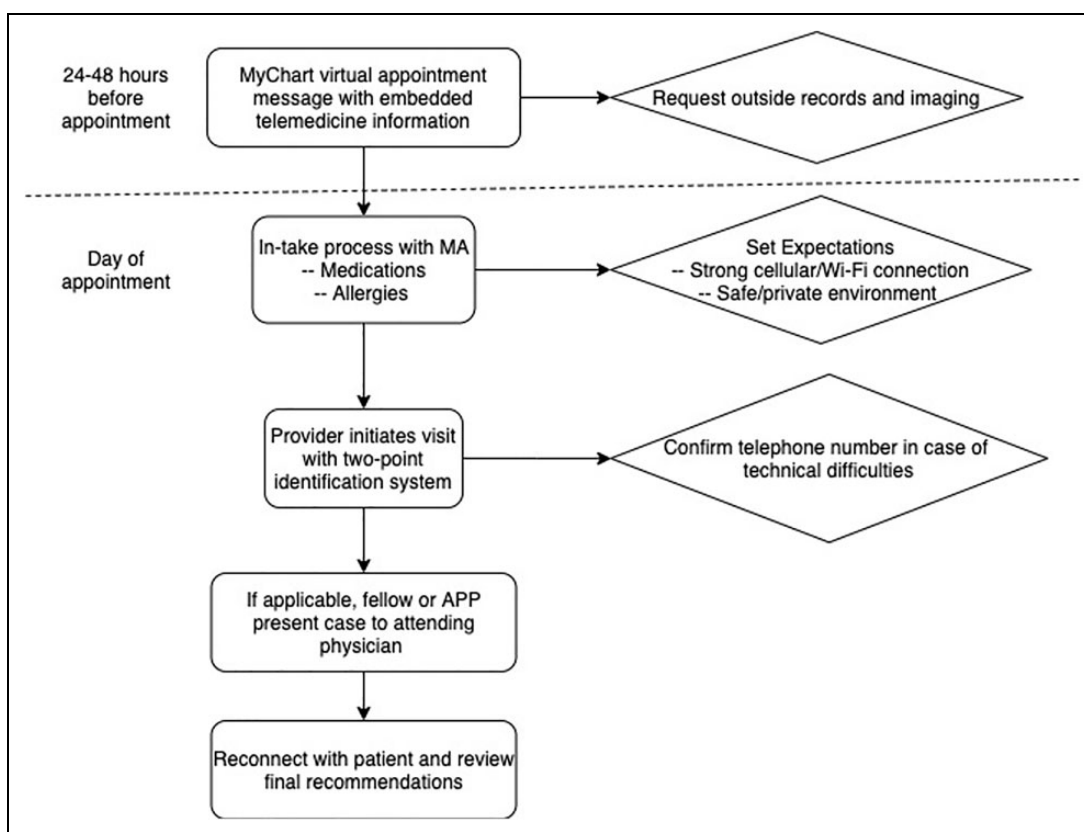 24-48 hours
before
appointment
MyChart virtual appointment
message with embedded
telemedicine information
Request outside records and imaging
Day of
appointment
In-take process with MA
-- Medications
-- Allergies
Set Expectations
-- Strong cellular/Wi-Fi connection
-- Safe/private environment
Provider initiates visit
with two-point
identification system
Confirm telephone number in case of
technical difficulties
If applicable, fellow or APP
present case to attending
physician
Reconnect with patient and review
final recommendations